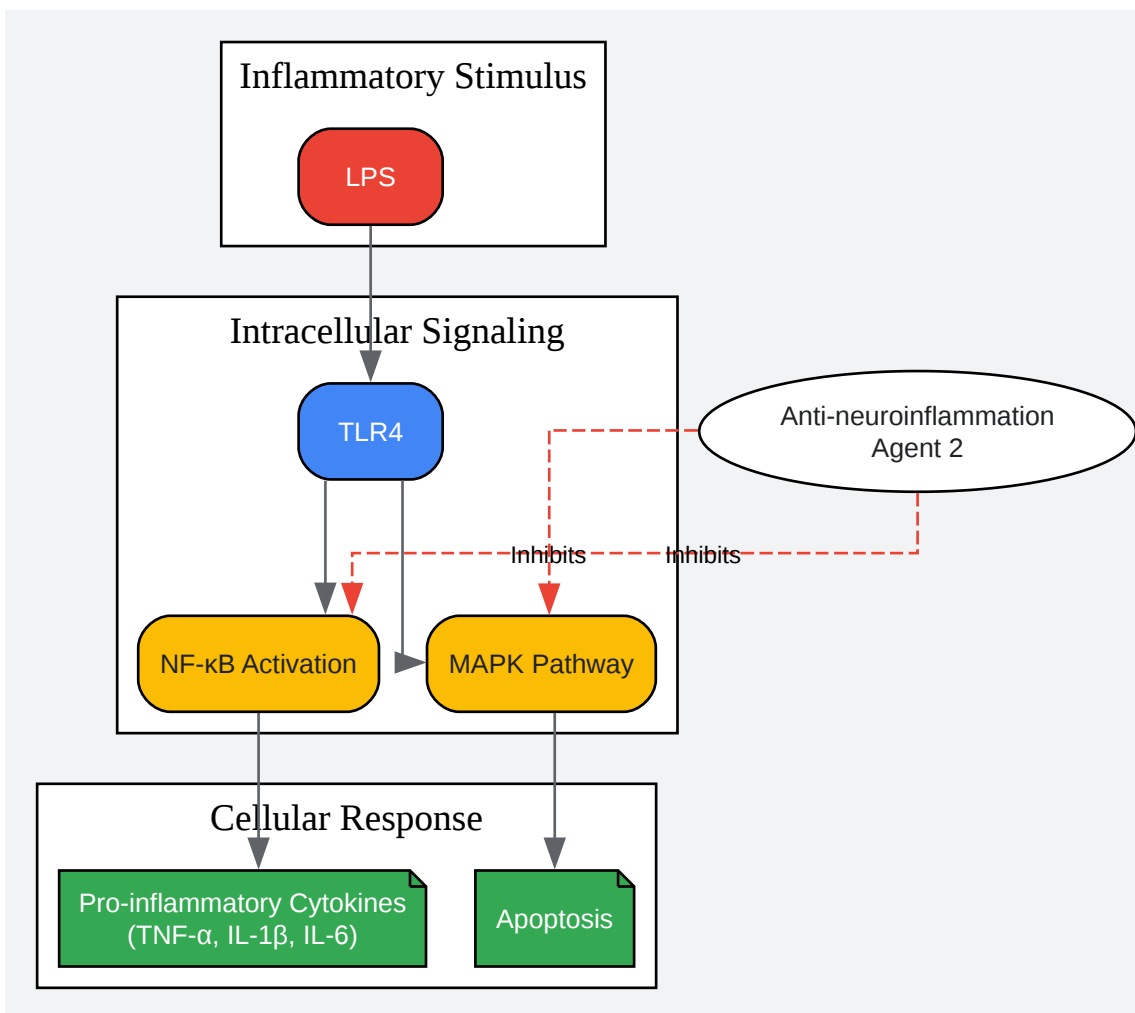 Inflammatory Stimulus
LPS
Intracellular Signaling
TLR4
Anti-neuroinflammation
Agent 2
Inhibits
Inhibits
NF-κB Activation
MAPK Pathway
Cellular Response
Pro-inflammatory Cytokines
(TNF-α, IL-1β, IL-6)
Apoptosis